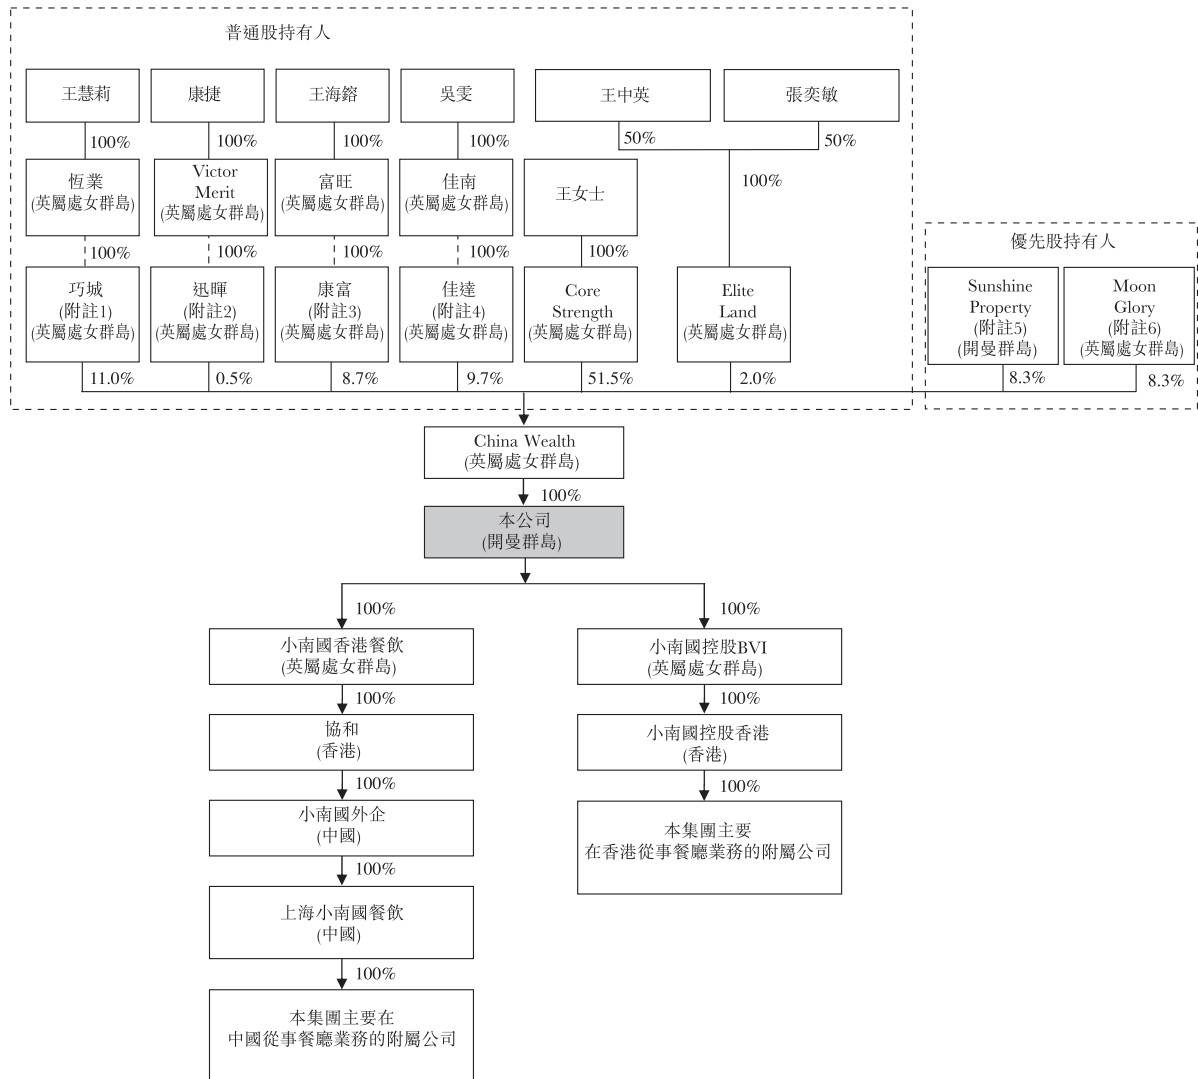 普通股持有人
王慧莉
康捷
王海鎔
吳雯
王中英
張奕敏
100%
100%
100%
100%
50%
50%
恆業
(英屬處女群島)
Victor
Merit
(英屬處女群島)
富旺
(英屬處女群島)
佳南
(英屬處女群島)
王女士
100%
優先股持有人
100%
100%
100%
100%
100%
巧城
(附註1)
(英屬處女群島)
迅暉
(附註2)
(英屬處女群島)
康富
(附註3)
(英屬處女群島)
佳達
(附註4)
(英屬處女群島)
Core
Strength
(英屬處女群島)
Elite
Land
(英屬處女群島)
Sunshine
Property
(附註5)
(開曼群島)
Moon
Glory
(附註6)
(英屬處女群島)
11.0%
0.5%
8.7%
9.7%
51.5%
2.0%
8.3%
8.3%
China Wealth
(英屬處女群島)
100%
本公司
(開曼群島)
100%
100%
小南國香港餐飲
(英屬處女群島)
小南國控股BVI
(英屬處女群島)
100%
100%
協和
(香港)
小南國控股香港
(香港)
100%
100%
小南國外企
(中國)
本集團主要
在香港從事餐廳業務的附屬公司
100%
上海小南國餐飲
(中國)
100%
本集團主要在
中國從事餐廳業務的附屬公司